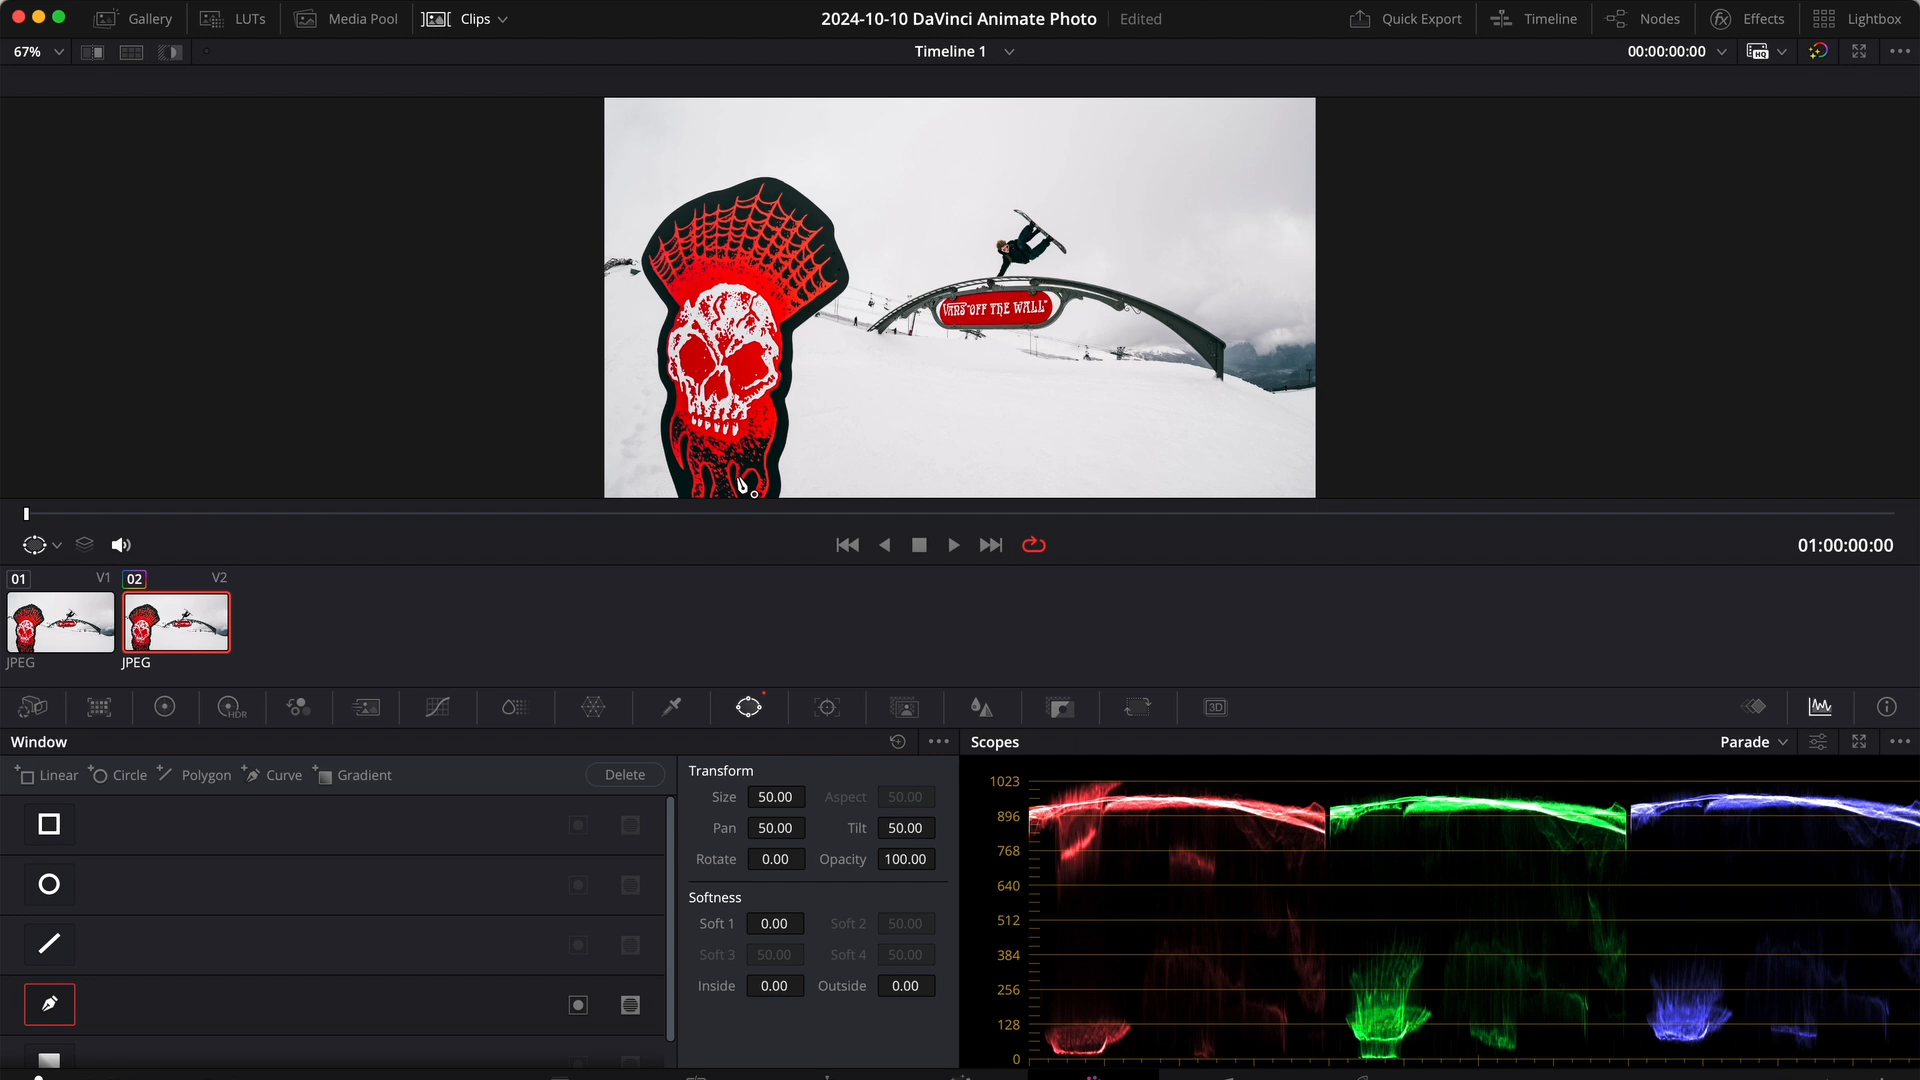 Gallery LUTs Media Pool Clips 2024-10-10 DaVinci Animate Photo Edited Quick Export Timeline Nodes Effects Lightbox
67% Timeline 1 00:00:00:00 HQ
"OFF THE WALL"
01:00:00:00
01 V1 02 V2
JPEG JPEG
HDR 3D
Window Scopes Parade
Linear Circle Polygon Curve Gradient Delete
Transform
Size 50.00 Aspect 50.00
Pan 50.00 Tilt 50.00
Rotate 0.00 Opacity 100.00
Softness
Soft 1 0.00 Soft 2 50.00
Soft 3 50.00 Soft 4 50.00
Inside 0.00 Outside 0.00
1023
896
768
640
512
384
256
128
0